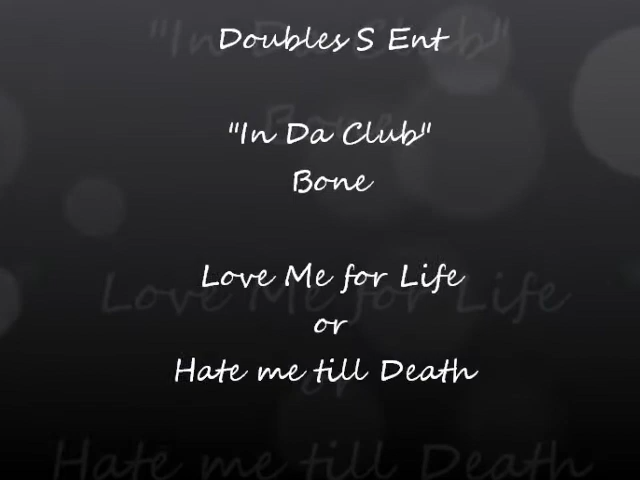 Doubles S Ent
"In Da Club"
Bone
Love Me for Life
or
Hate me till Death